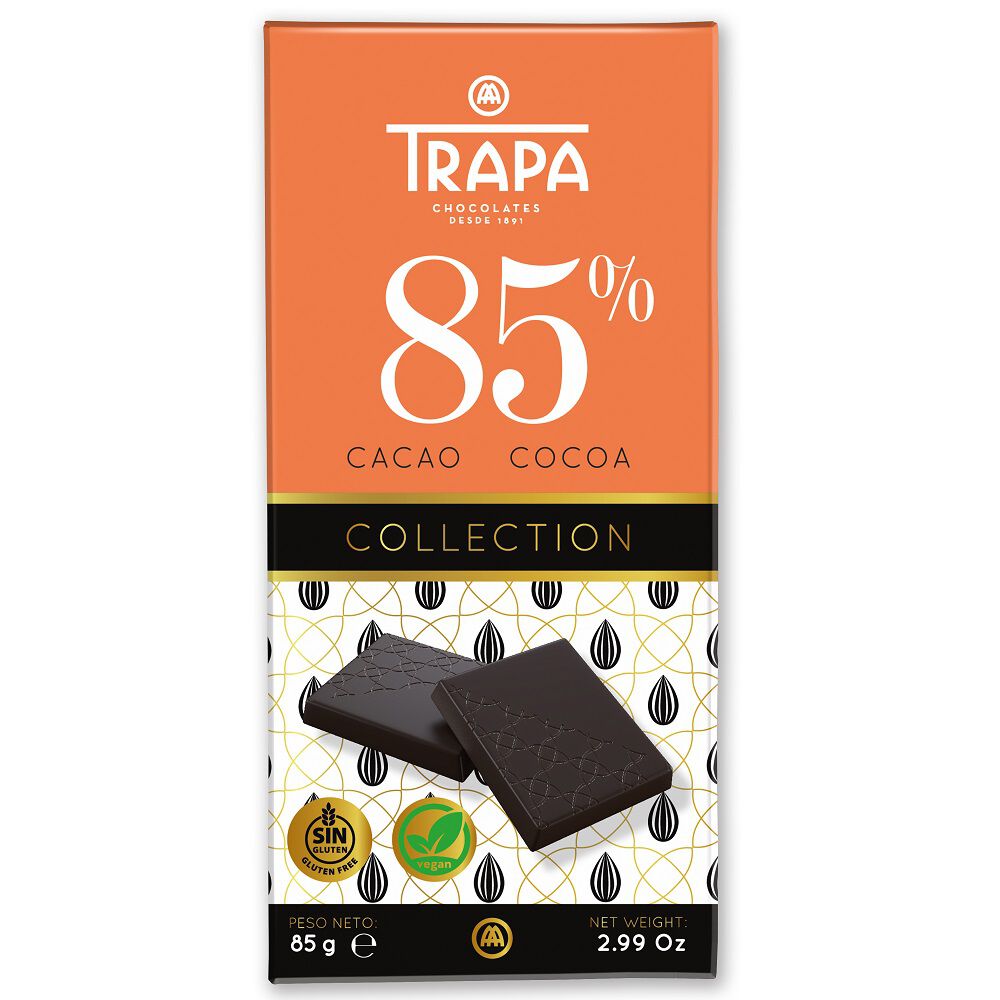 TRAPA
CHOCOLATES
DESDE 1891
85%
CACAO COCOA
COLLECTION
SIN
GLUTEN
GLUTEN FREE
vegan
PESO NETO:
85 g ℮
NET WEIGHT:
2.99 Oz